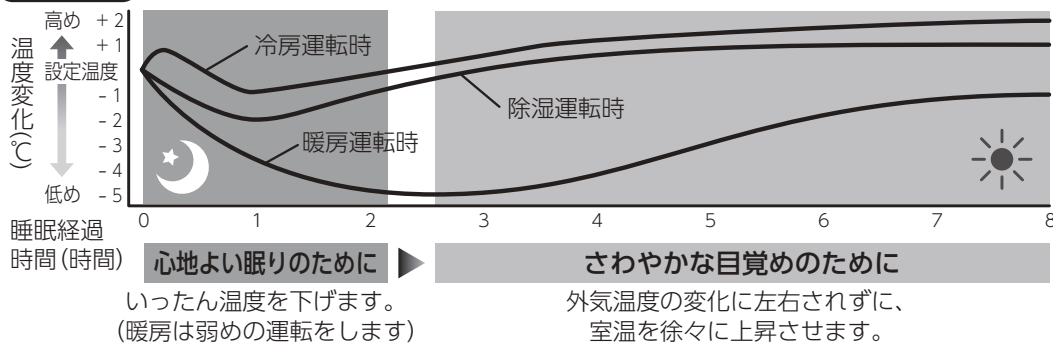 高め +2
+1
設定温度
-1
-2
-3
-4
低め -5
温度変化(℃)
冷房運転時
除湿運転時
暖房運転時
0 1 2 3 4 5 6 7 8
睡眠経過
時間(時間)
心地よい眠りのために
さわやかな目覚めのために
いったん温度を下げます。
(暖房は弱めの運転をします)
外気温度の変化に左右されずに、
室温を徐々に上昇させます。